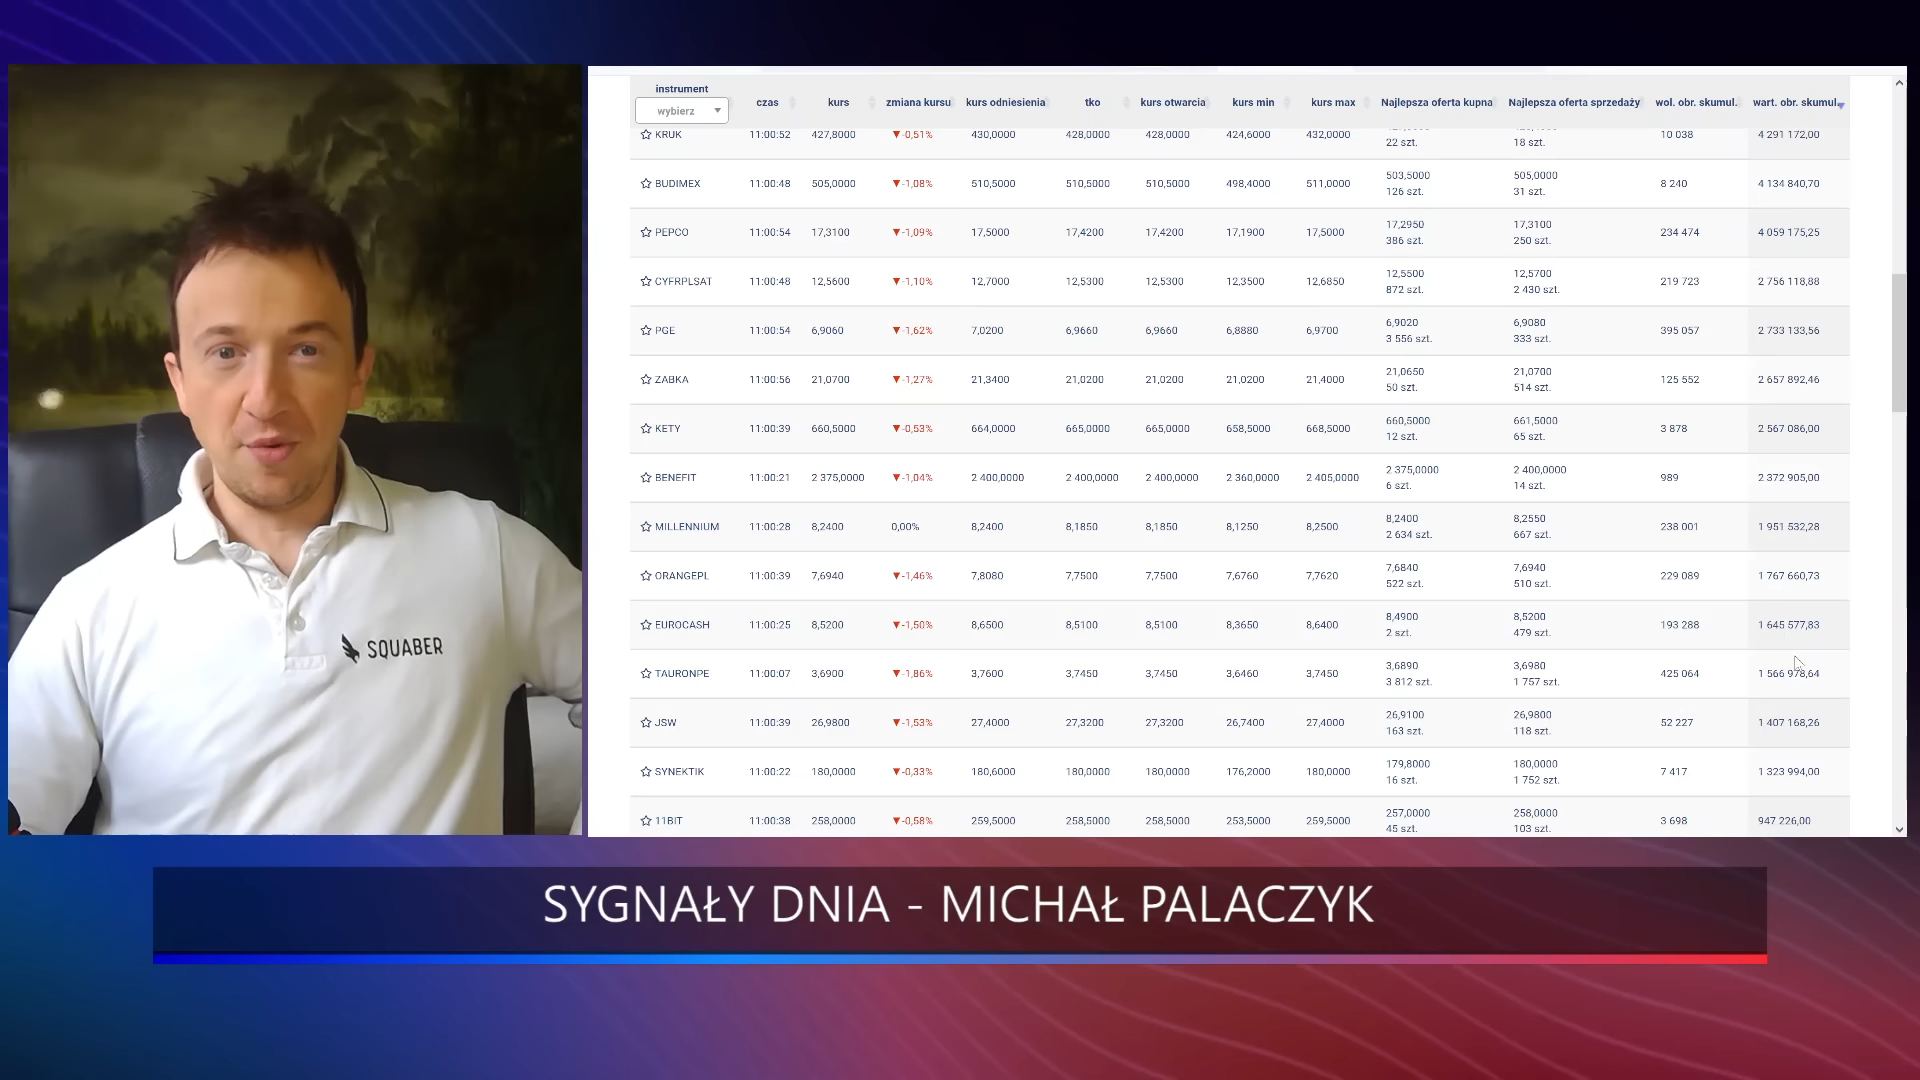 SQUABER
instrument
wybierz
czas kurs zmiana kursu kurs odniesienia tko kurs otwarcia kurs min kurs max Najlepsza oferta kupna Najlepsza oferta sprzedaży wol. obr. skumul. wart. obr. skumul.
KRUK 11:00:52 427,8000 ▼-0,51% 430,0000 428,0000 428,0000 424,6000 432,0000 22 szt. 18 szt. 10 038 4 291 172,00
503,5000 505,0000
BUDIMEX 11:00:48 505,0000 ▼-1,08% 510,5000 510,5000 510,5000 498,4000 511,0000 8 240 4 134 840,70
126 szt. 31 szt.
17,2950 17,3100
PEPCO 11:00:54 17,3100 ▼-1,09% 17,5000 17,4200 17,4200 17,1900 17,5000 234 474 4 059 175,25
386 szt. 250 szt.
12,5500 12,5700
CYFRPLSAT 11:00:48 12,5600 ▼-1,10% 12,7000 12,5300 12,5300 12,3500 12,6850 219 723 2 756 118,88
872 szt. 2 430 szt.
6,9020 6,9080
PGE 11:00:54 6,9060 ▼-1,62% 7,0200 6,9660 6,9660 6,8880 6,9700 395 057 2 733 133,56
3 556 szt. 333 szt.
21,0650 21,0700
ZABKA 11:00:56 21,0700 ▼-1,27% 21,3400 21,0200 21,0200 21,0200 21,4000 125 552 2 657 892,46
50 szt. 514 szt.
660,5000 661,5000
KETY 11:00:39 660,5000 ▼-0,53% 664,0000 665,0000 665,0000 658,5000 668,5000 3 878 2 567 086,00
12 szt. 65 szt.
2 375,0000 2 400,0000
BENEFIT 11:00:21 2 375,0000 ▼-1,04% 2 400,0000 2 400,0000 2 400,0000 2 360,0000 2 405,0000 989 2 372 905,00
6 szt. 14 szt.
8,2400 8,2550
MILLENNIUM 11:00:28 8,2400 0,00% 8,2400 8,1850 8,1850 8,1250 8,2500 238 001 1 951 532,28
2 634 szt. 667 szt.
7,6840 7,6940
ORANGEPL 11:00:39 7,6940 ▼-1,46% 7,8080 7,7500 7,7500 7,6760 7,7620 229 089 1 767 660,73
522 szt. 510 szt.
8,4900 8,5200
EUROCASH 11:00:25 8,5200 ▼-1,50% 8,6500 8,5100 8,5100 8,3650 8,6400 193 288 1 645 577,83
2 szt. 479 szt.
3,6890 3,6980
TAURONPE 11:00:07 3,6900 ▼-1,86% 3,7600 3,7450 3,7450 3,6460 3,7450 425 064 1 566 978,64
3 812 szt. 1 757 szt.
26,9100 26,9800
JSW 11:00:39 26,9800 ▼-1,53% 27,4000 27,3200 27,3200 26,7400 27,4000 52 227 1 407 168,26
163 szt. 118 szt.
179,8000 180,0000
SYNEKTIK 11:00:22 180,0000 ▼-0,33% 180,6000 180,0000 180,0000 176,2000 180,0000 7 417 1 323 994,00
16 szt. 1 752 szt.
257,0000 258,0000
11BIT 11:00:38 258,0000 ▼-0,58% 259,5000 258,5000 258,5000 253,5000 259,5000 3 698 947 226,00
45 szt. 103 szt.
SYGNAŁY DNIA - MICHAŁ PALACZYK